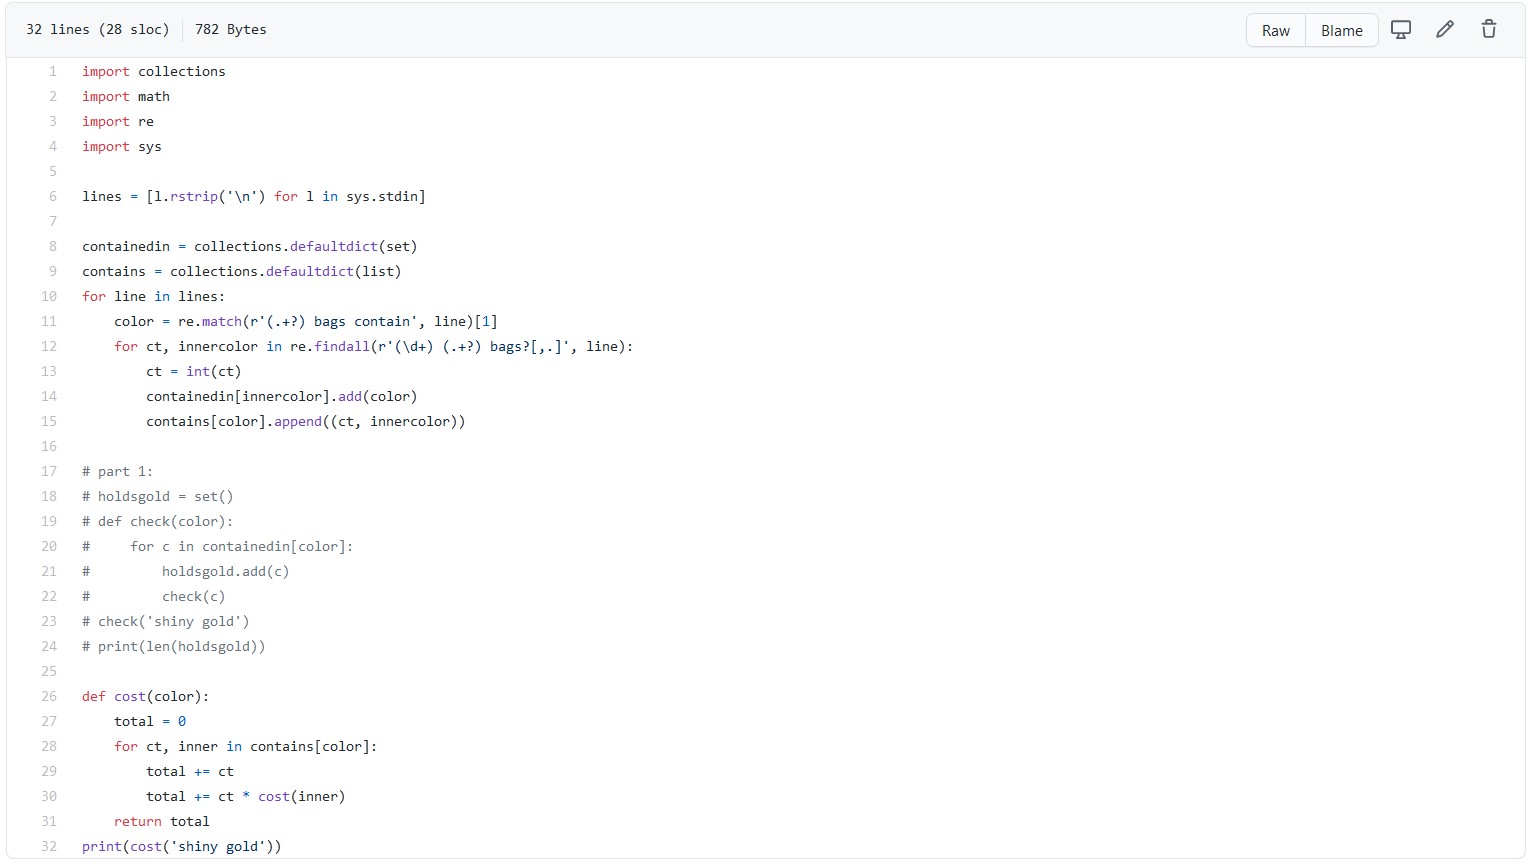 32 lines (28 sloc) 782 Bytes Raw Blame
1 import collections
2 import math
3 import re
4 import sys
5
6 lines = [l.rstrip('\n') for l in sys.stdin]
7
8 containedin = collections.defaultdict(set)
9 contains = collections.defaultdict(list)
10 for line in lines:
11     color = re.match(r'(.+?) bags contain', line)[1]
12     for ct, innercolor in re.findall(r'(\d+) (.+?) bags?[,.]', line):
13         ct = int(ct)
14         containedin[innercolor].add(color)
15         contains[color].append((ct, innercolor))
16
17 # part 1:
18 # holdsgold = set()
19 # def check(color):
20 #     for c in containedin[color]:
21 #         holdsgold.add(c)
22 #         check(c)
23 # check('shiny gold')
24 # print(len(holdsgold))
25
26 def cost(color):
27     total = 0
28     for ct, inner in contains[color]:
29         total += ct
30         total += ct * cost(inner)
31     return total
32 print(cost('shiny gold'))